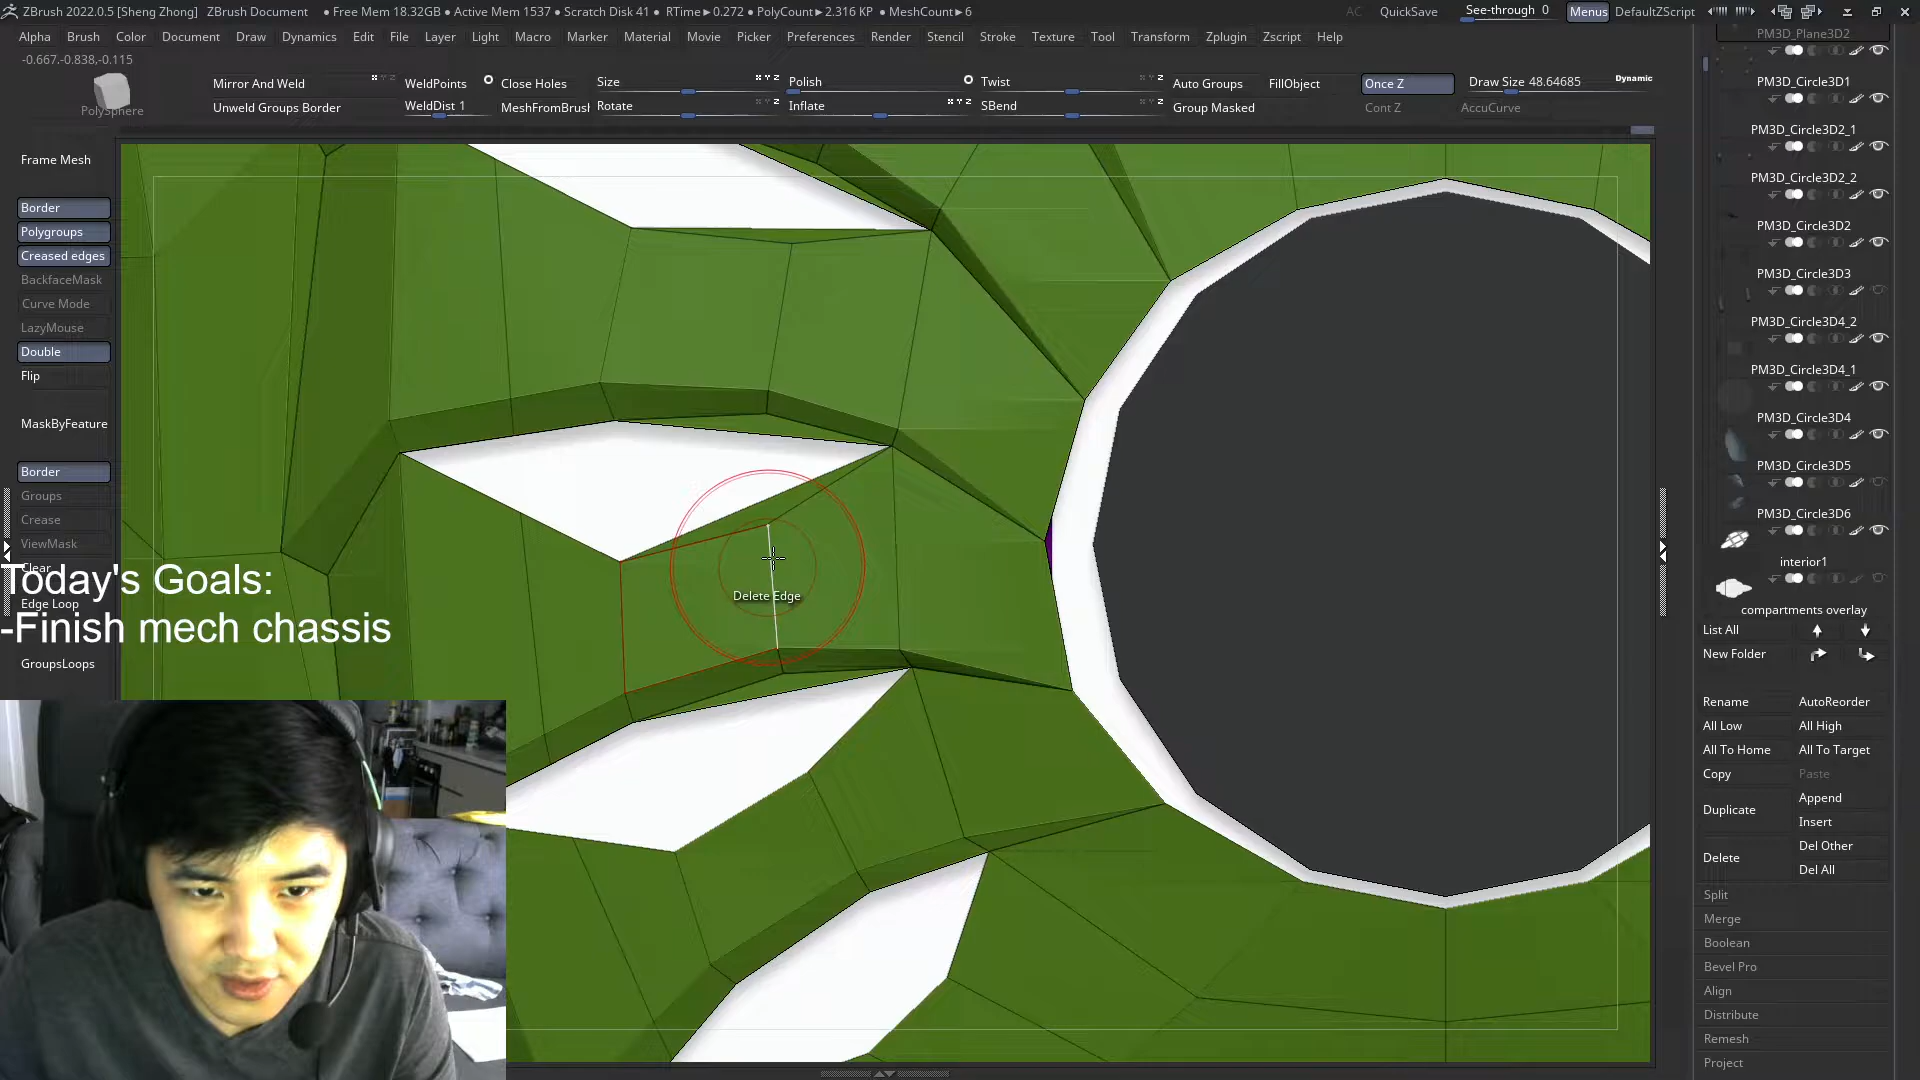 ZBrush 2022.0.5 [Sheng Zhong] ZBrush Document • Free Mem 18.32GB • Active Mem 1537 • Scratch Disk 41 • RTime►0.272 • PolyCount►2.316 KP • MeshCount►6 AC QuickSave See-through 0 Menus DefaultZScript
Alpha Brush Color Document Draw Dynamics Edit File Layer Light Macro Marker Material Movie Picker Preferences Render Stencil Stroke Texture Tool Transform Zplugin Zscript Help
-0.667,-0.838,-0.115
Mirror And Weld WeldPoints Close Holes Size Polish Twist Auto Groups FillObject Once Z Draw Size 48.64685 Dynamic
Unweld Groups Border WeldDist 1 MeshFromBrush Rotate Inflate SBend Group Masked Cont Z AccuCurve
PolySphere
Frame Mesh
Border
Polygroups
Creased edges
BackfaceMask
Curve Mode
LazyMouse
Double
Flip
MaskByFeature
Border
Groups
Crease
ViewMask
Clear
Edge Loop
GroupsLoops
Today's Goals:
-Finish mech chassis
Delete Edge
PM3D_Plane3D2
PM3D_Circle3D1
PM3D_Circle3D2_1
PM3D_Circle3D2_2
PM3D_Circle3D2
PM3D_Circle3D3
PM3D_Circle3D4_2
PM3D_Circle3D4_1
PM3D_Circle3D4
PM3D_Circle3D5
PM3D_Circle3D6
interior1
compartments overlay
List All
New Folder
Rename AutoReorder
All Low All High
All To Home All To Target
Copy Paste
Duplicate Append
Insert
Delete Del Other
Del All
Split
Merge
Boolean
Bevel Pro
Align
Distribute
Remesh
Project